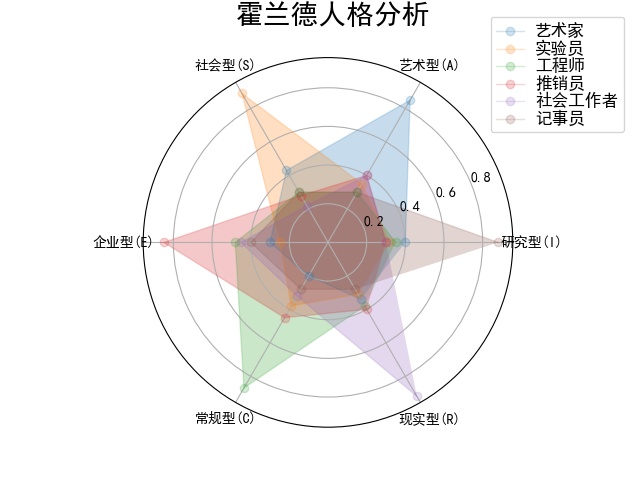 霍兰德人格分析
艺术家
实验员
工程师
推销员
社会工作者
记事员
社会型(S)
艺术型(A)
0.8
0.6
0.4
0.2
企业型(E)
研究型(I)
常规型(C)
现实型(R)